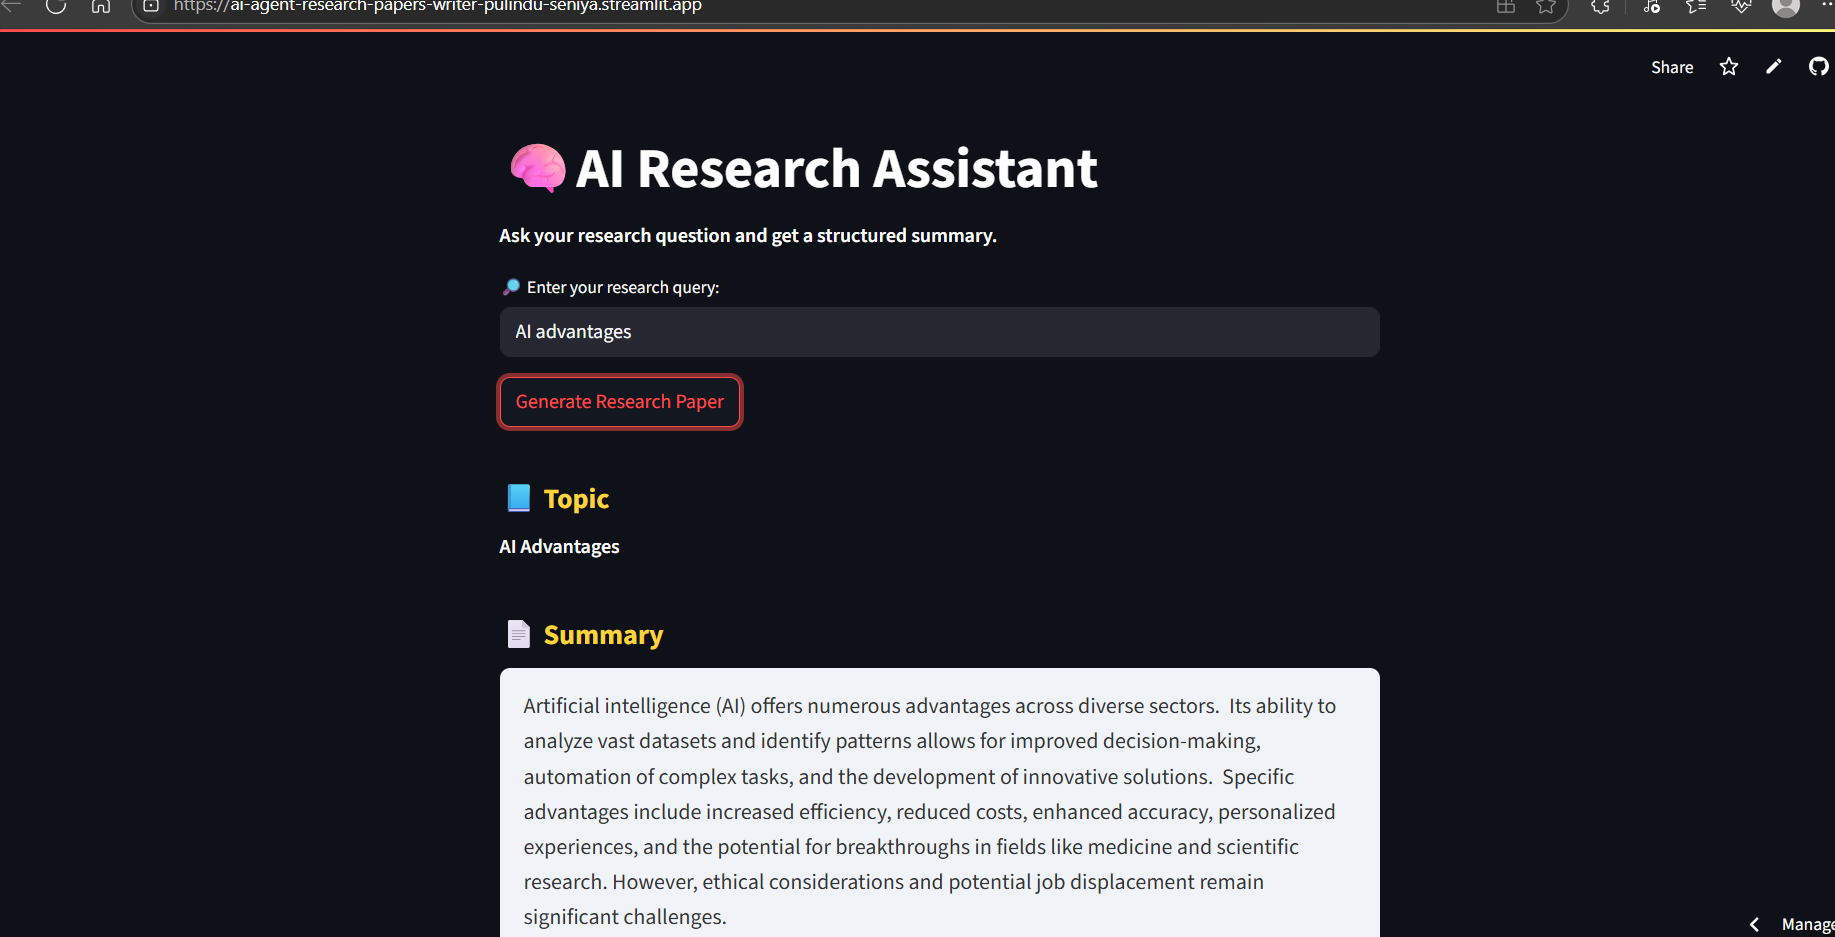 https://ai-agent-research-papers-writer-pulindu-seniya.streamlit.app
Share
AI Research Assistant
Ask your research question and get a structured summary.
Enter your research query:
AI advantages
Generate Research Paper
Topic
AI Advantages
Summary
Artificial intelligence (AI) offers numerous advantages across diverse sectors.  Its ability to
analyze vast datasets and identify patterns allows for improved decision-making,
automation of complex tasks, and the development of innovative solutions.  Specific
advantages include increased efficiency, reduced costs, enhanced accuracy, personalized
experiences, and the potential for breakthroughs in fields like medicine and scientific
research. However, ethical considerations and potential job displacement remain
significant challenges.
Manage